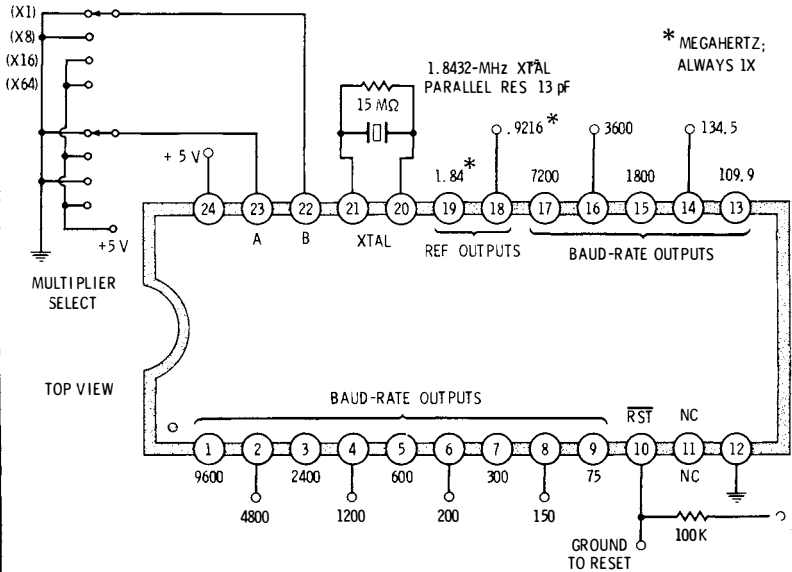 (X1)
(X8)
(X16)
(X64)
1.8432-MHz XTAL
PARALLEL RES 13 pF
15 MΩ
* MEGAHERTZ;
ALWAYS 1X
+ 5 V
1.84*
.9216*
7200
3600
1800
134.5
109.9
24 23 22 21 20 19 18 17 16 15 14 13
A B XTAL
REF OUTPUTS
BAUD-RATE OUTPUTS
+5 V
MULTIPLIER
SELECT
TOP VIEW
BAUD-RATE OUTPUTS
RST NC
1 2 3 4 5 6 7 8 9 10 11 12
9600 2400 600 300 75 NC
4800 1200 200 150
100K
GROUND
TO RESET